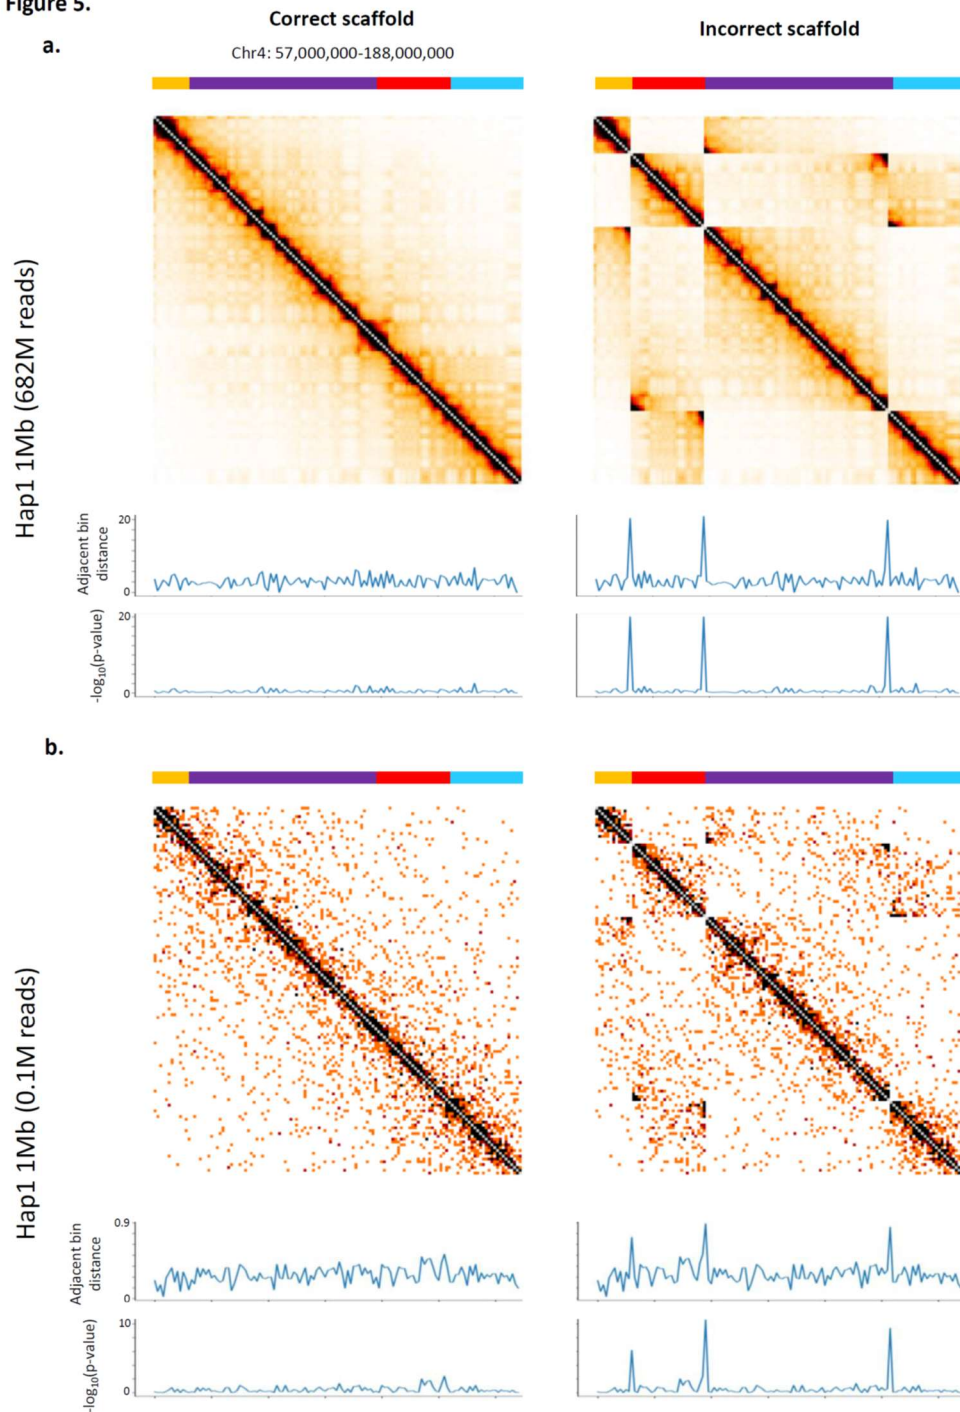 Figure 5.
Correct scaffold
Incorrect scaffold
a.
Chr4: 57,000,000-188,000,000
Hap1 1Mb (682M reads)
Adjacent bin
distance
20
0
-log10(p-value)
20
0
b.
Hap1 1Mb (0.1M reads)
Adjacent bin
distance
0.9
0
-log10(p-value)
10
0